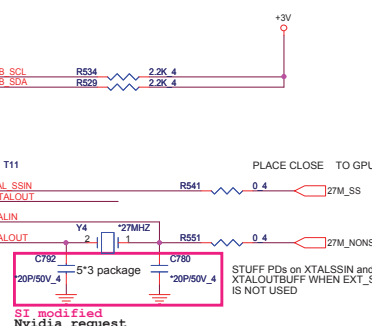 +3V
B_SCL R534 2.2K_4
B_SDA R529 2.2K_4
T11
PLACE CLOSE TO GPU
AL_SSIN R541 0_4 27M_SS
TALOUT
ALIN
Y4 *27MHZ
ALOUT 2 1 R551 0_4 27M_NONS
C792 C780
5*3 package
*20P/50V_4 *20P/50V_4
STUFF PDs on XTALSSIN and
XTALOUTBUFF WHEN EXT_S
IS NOT USED
SI modified
Nvidia request